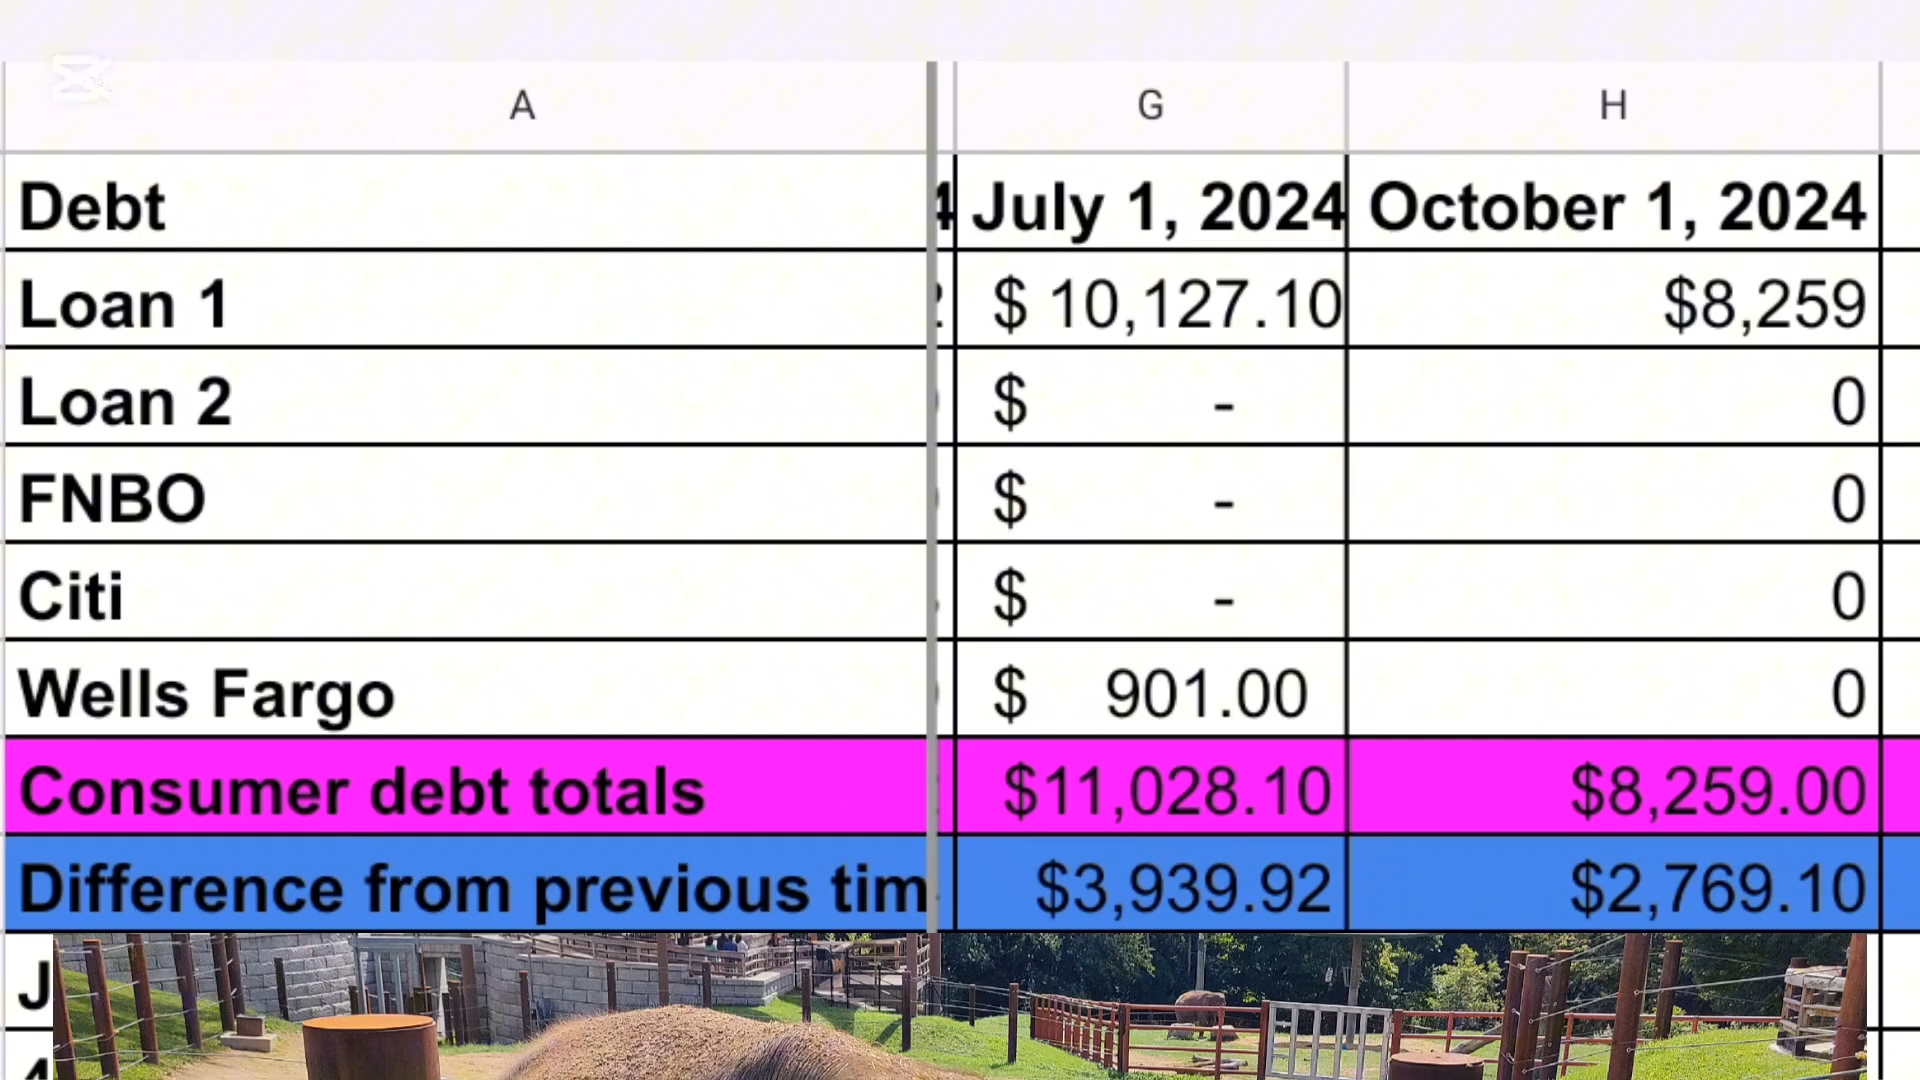 A G H
Debt 4 July 1, 2024 October 1, 2024
Loan 1 $ 10,127.10 $8,259
Loan 2 $ - 0
FNBO $ - 0
Citi $ - 0
Wells Fargo $ 901.00 0
Consumer debt totals $11,028.10 $8,259.00
Difference from previous tim $3,939.92 $2,769.10
J
4